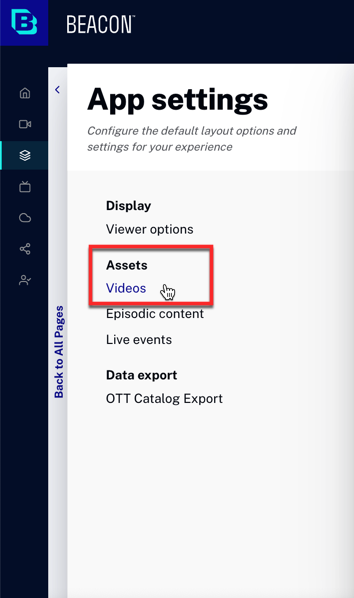 BEACON
App settings
Configure the default layout options and
settings for your experience
Display
Viewer options
Assets
Videos
Episodic content
Live events
Data export
OTT Catalog Export
Back to All Pages